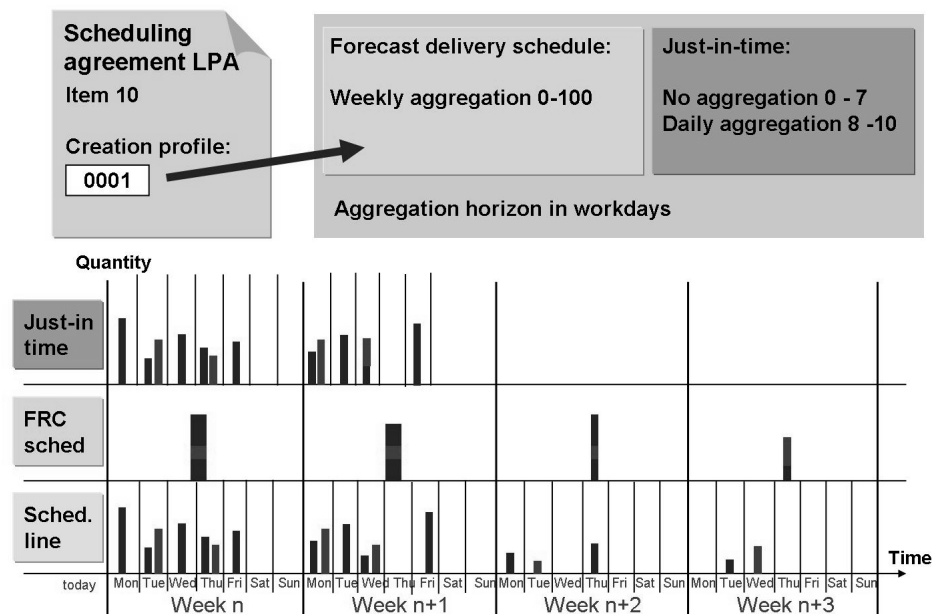 Scheduling
agreement LPA
Item 10
Creation profile:
0001
Forecast delivery schedule:
Weekly aggregation 0-100
Just-in-time:
No aggregation 0 - 7
Daily aggregation 8 -10
Aggregation horizon in workdays
Quantity
Just-in
time
FRC
sched
Sched.
line
Time
today Mon Tue Wed Thu Fri Sat Sun Mon Tue Wed Thu Fri Sat Sun Mon Tue Wed Thu Fri Sat Sun Mon Tue Wed Thu Fri Sat Sun
Week n Week n+1 Week n+2 Week n+3